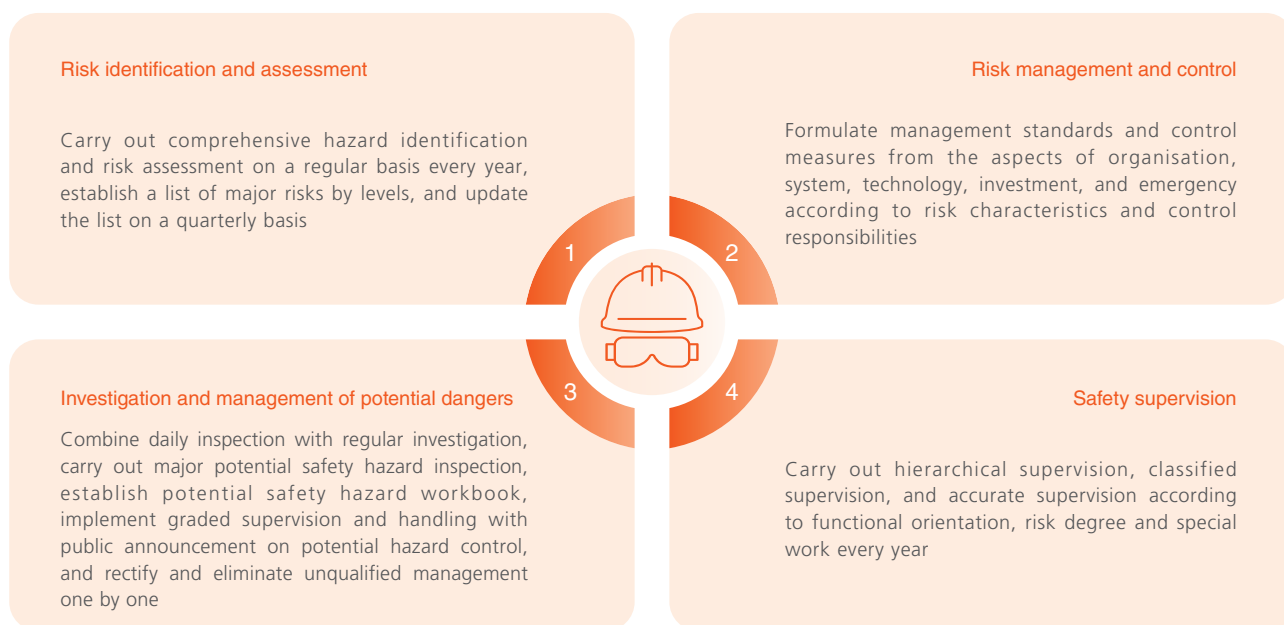 Risk identification and assessment
Carry out comprehensive hazard identification
and risk assessment on a regular basis every year,
establish a list of major risks by levels, and update
the list on a quarterly basis
1
Risk management and control
Formulate management standards and control
measures from the aspects of organisation,
system, technology, investment, and emergency
according to risk characteristics and control
responsibilities
2
Investigation and management of potential dangers
Combine daily inspection with regular investigation,
carry out major potential safety hazard inspection,
establish potential safety hazard workbook,
implement graded supervision and handling with
public announcement on potential hazard control,
and rectify and eliminate unqualified management
one by one
3
Safety supervision
Carry out hierarchical supervision, classified
supervision, and accurate supervision according
to functional orientation, risk degree and special
work every year
4